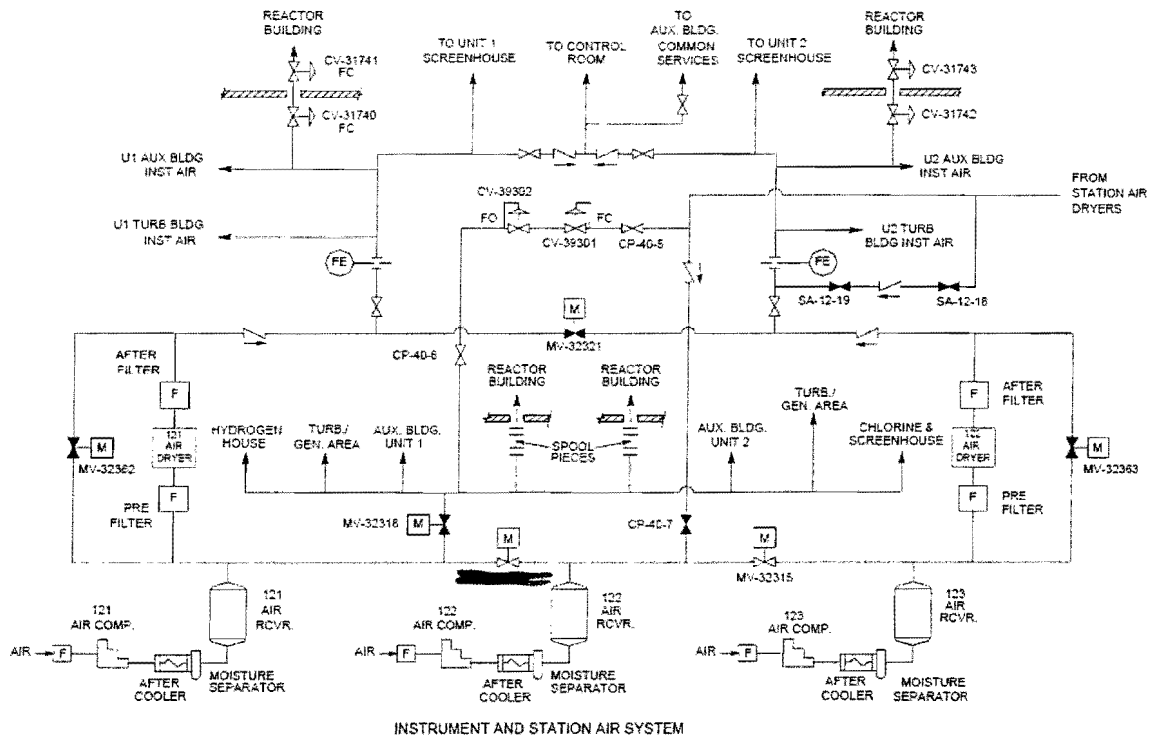 REACTOR
BUILDING
CV-31741
FC
CV-31740
FC
TO UNIT 1
SCREENHOUSE
TO CONTROL
ROOM
TO
AUX. BLDG.
COMMON
SERVICES
TO UNIT 2
SCREENHOUSE
REACTOR
BUILDING
CV-31743
CV-31742
U1 AUX BLDG
INST AIR
U2 AUX BLDG
INST AIR
FROM
STATION AIR
DRYERS
CV-39302
FO
CV-39301
FC
CP-40-5
U1 TURB BLDG
INST AIR
U2 TURB
BLDG INST AIR
FE
FE
SA-12-19
SA-12-18
M
MV-32321
CP-40-6
AFTER
FILTER
F
121
AIR
DRYER
M
MV-32362
PRE
FILTER
F
REACTOR
BUILDING
REACTOR
BUILDING
SPOOL
PIECES
HYDROGEN
HOUSE
TURB./
GEN. AREA
AUX. BLDG.
UNIT 1
AUX. BLDG.
UNIT 2
TURB./
GEN. AREA
CHLORINE
& SCREENHOUSE
AFTER
FILTER
F
AIR
DRYER
M
MV-32363
PRE
FILTER
F
MV-32318
M
M
CP-40-7
M
MV-32315
121
AIR COMP.
121
AIR
RCVR.
AIR
F
AFTER
COOLER
MOISTURE
SEPARATOR
122
AIR COMP.
122
AIR
RCVR.
AIR
F
AFTER
COOLER
MOISTURE
SEPARATOR
123
AIR COMP.
123
AIR
RCVR.
AIR
F
AFTER
COOLER
MOISTURE
SEPARATOR
INSTRUMENT AND STATION AIR SYSTEM